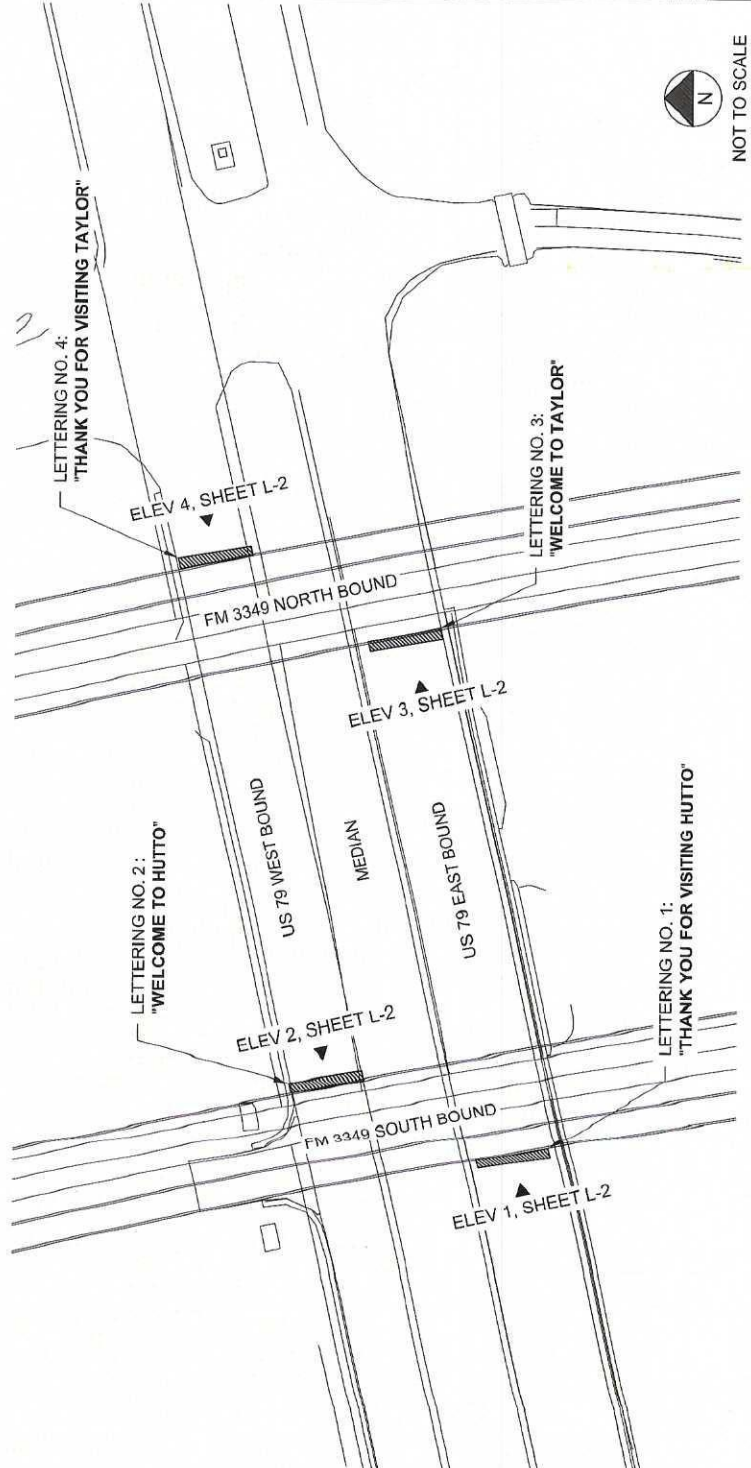 LETTERING NO. 4:
"THANK YOU FOR VISITING TAYLOR"
ELEV 4, SHEET L-2
FM 3349 NORTH BOUND
LETTERING NO. 2 :
"WELCOME TO HUTTO"
ELEV 2, SHEET L-2
US 79 WEST BOUND
MEDIAN
US 79 EAST BOUND
ELEV 3, SHEET L-2
LETTERING NO. 3:
"WELCOME TO TAYLOR"
FM 3349 SOUTH BOUND
ELEV 1, SHEET L-2
LETTERING NO. 1:
"THANK YOU FOR VISITING HUTTO"
N
NOT TO SCALE